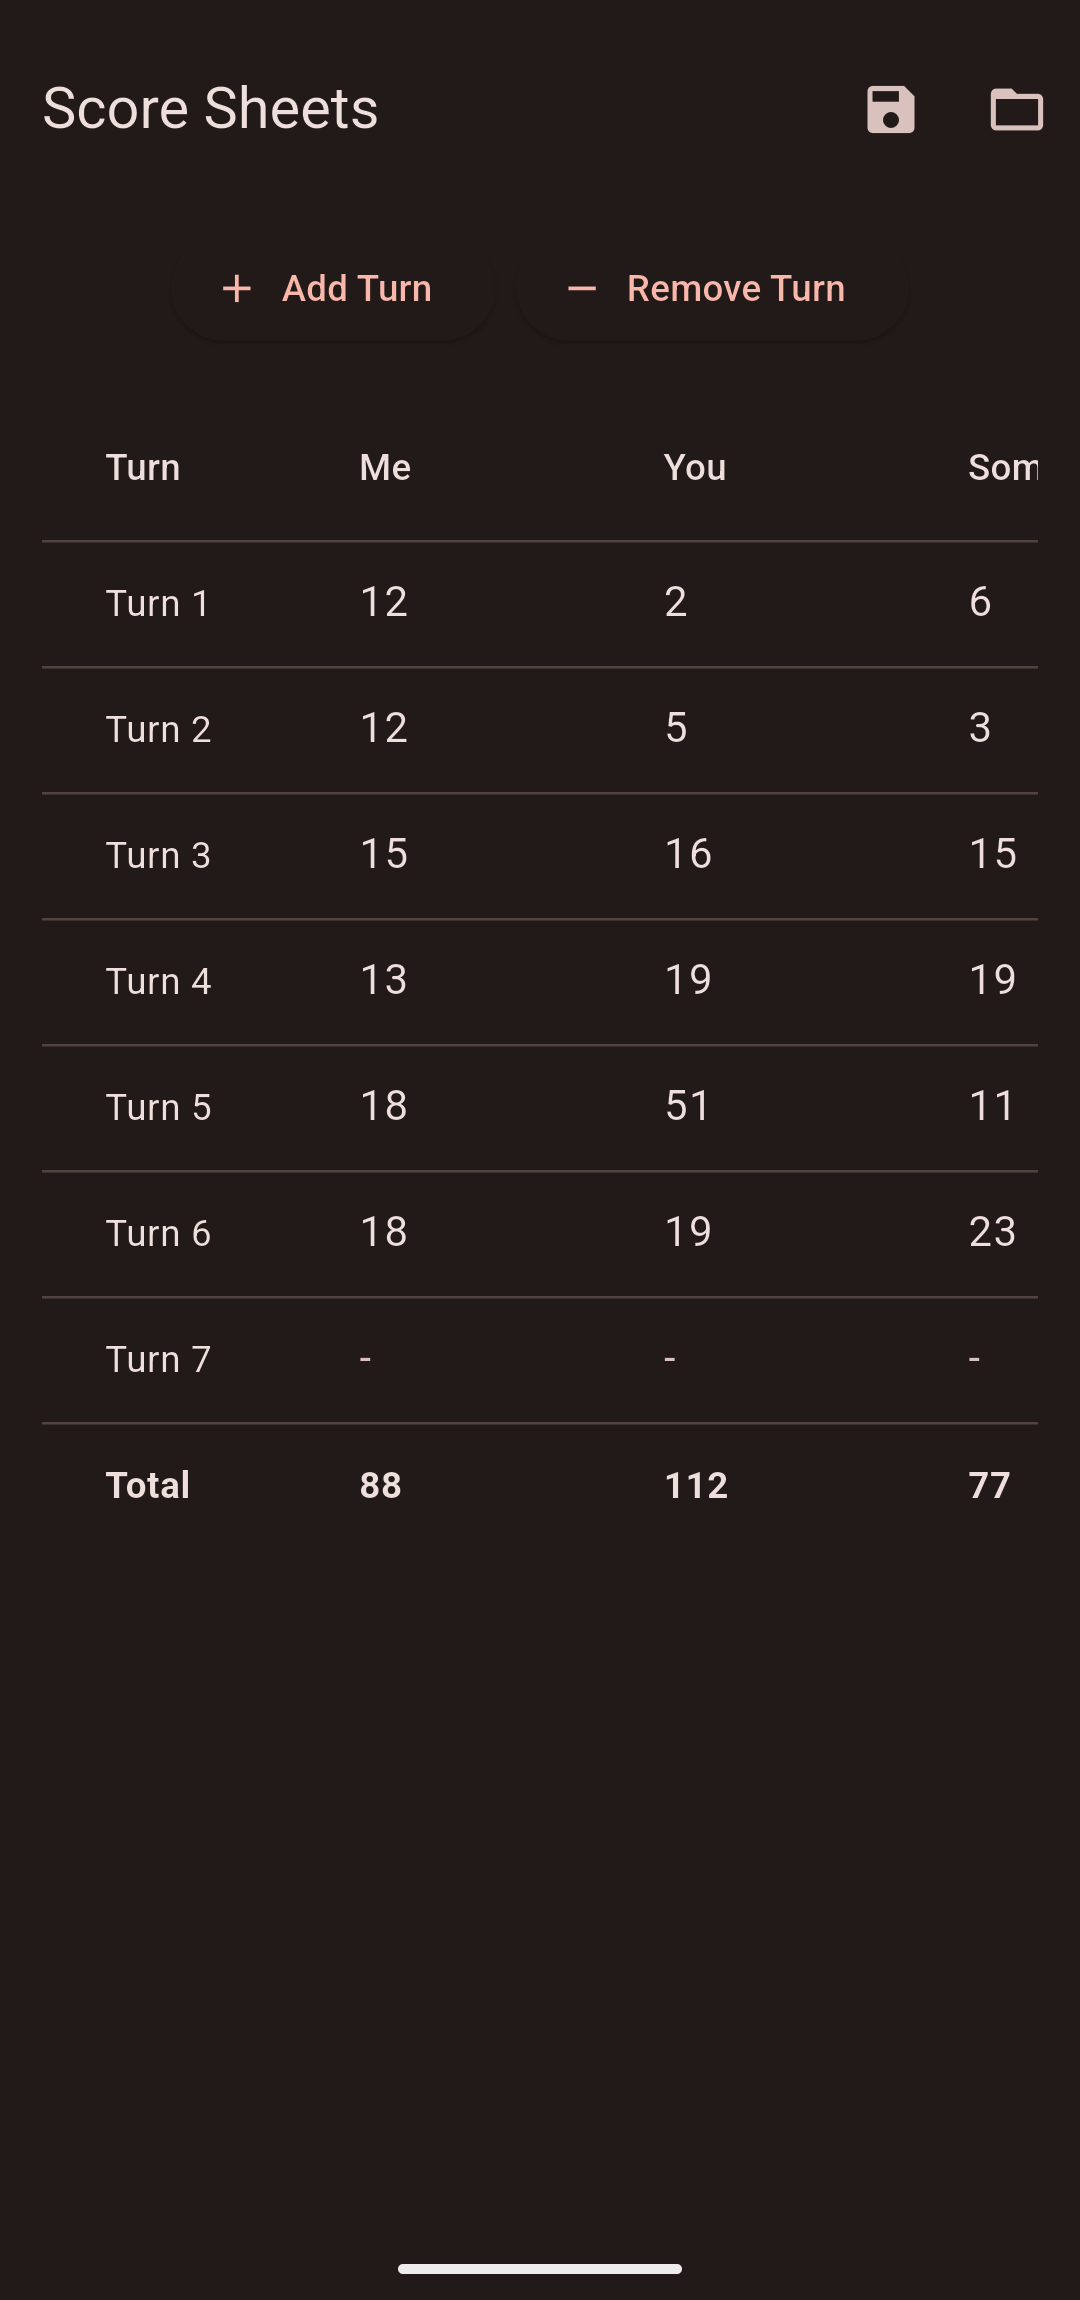 Score Sheets
Add Turn Remove Turn
Turn Me You Som
Turn 1 12 2 6
Turn 2 12 5 3
Turn 3 15 16 15
Turn 4 13 19 19
Turn 5 18 51 11
Turn 6 18 19 23
Turn 7 - - -
Total 88 112 77